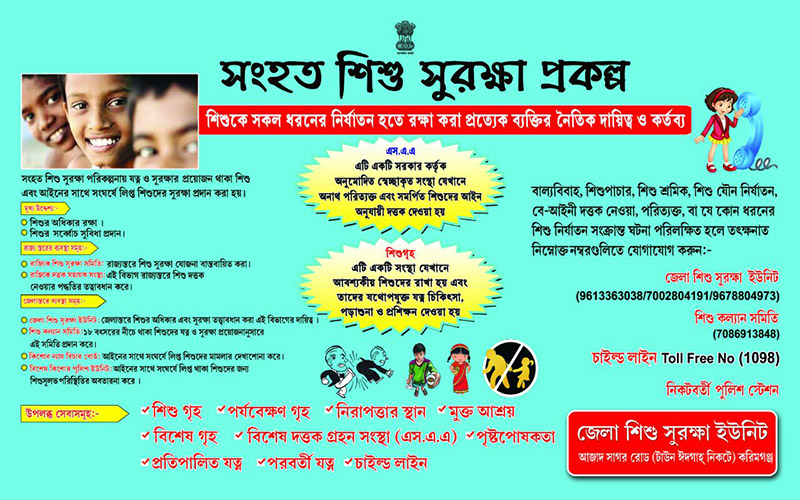 সংহত শিশু সুরক্ষা প্রকল্প
শিশুকে সকল ধরনের নির্যাতন হতে রক্ষা করা প্রত্যেক ব্যক্তির নৈতিক দায়িত্ব ও কর্তব্য
সংহত শিশু সুরক্ষা পরিকল্পনায় যত্ন ও সুরক্ষার প্রয়োজন থাকা শিশু
এবং আইনের সাথে সংঘর্ষে লিপ্ত শিশুদের সুরক্ষা প্রদান করা হয়।
মুখ্য উদ্দেশ্য:-
শিশুর অধিকার রক্ষা ।
শিশুর সর্ব্বোচ সুবিধা প্রদান।
রাজ্য স্তরের ব্যবস্থা সমূহ:-
রাজ্যিক শিশু সুরক্ষা সমিতি: রাজ্যস্তরে শিশু সুরক্ষা যোজনা বাস্তবায়িত করা।
রাজ্যিক দত্তক সহায়ক সংস্থা: এই বিভাগ রাজ্যস্তরে শিশু দত্তক
নেওয়ার পদ্ধতির তত্বাবধান করে।
জেলাস্তরে ব্যবস্থা সমূহ:-
জেলা শিশু সুরক্ষা ইউনিট: জেলাস্তরে শিশুর অধিকার এবং সুরক্ষা তত্বাবধান করা এই বিভাগের দায়িত্ব ।
শিশু কল্যান সমিতি: ১৮ বৎসরের নীচে থাকা শিশুদের যত্ন ও সুরক্ষা প্রয়োজনানুসারে
এই সমিতি প্রদান করে।
কিশোর ন্যায় বিচার বোর্ড: আইনের সাথে সংঘর্ষে লিপ্ত শিশুদের মামলার দেখাশোনা করে।
বিশেষ কিশোর পুলিশ ইউনিট: আইনের সাথে সংঘর্ষে লিপ্ত থাকা শিশুদের জন্য
শিশুসুলভ পরিস্থিতির অবতারনা করে ।
এস.এ.এ
এটি একটি সরকার কর্তৃক
অনুমোদিত স্বেচ্ছাকৃত সংস্থা যেখানে
অনাথ পরিত্যক্ত এবং সমর্পিত শিশুদের আইন
অনুযায়ী দত্তক দেওয়া হয়
শিশুগৃহ
এটি একটি সংস্থা যেখানে
আবশ্যকীয় শিশুদের রাখা হয় এবং
তাদের যথোপযুক্ত যত্ন চিকিৎসা,
পড়াশুনা ও প্রশিক্ষন দেওয়া হয়
বাল্যবিবাহ, শিশুপাচার, শিশু শ্রমিক, শিশু যৌন নির্যাতন,
বে-আইনী দত্তক নেওয়া, পরিত্যক্ত, বা যে কোন ধরনের
শিশু নির্যাতন সংক্রান্ত ঘটনা পরিলক্ষিত হলে তৎক্ষনাত
নিম্নোক্ত নম্বরগুলিতে যোগাযোগ করুন:-
জেলা শিশু সুরক্ষা ইউনিট
(9613363038/7002804191/9678804973)
শিশু কল্যান সমিতি
(7086913848)
চাইল্ড লাইন Toll Free No (1098)
নিকটবর্তী পুলিশ স্টেশন
উপলব্ধ সেবাসমূহ:-
শিশু গৃহ পর্যবেক্ষণ গৃহ নিরাপত্তার স্থান মুক্ত আশ্রয়
বিশেষ গৃহ বিশেষ দত্তক গ্রহন সংস্থা (এস.এ.এ) পৃষ্টপোষকতা
প্রতিপালিত যত্ন পরবর্তী যত্ন চাইল্ড লাইন
জেলা শিশু সুরক্ষা ইউনিট
আজাদ সাগর রোড (টাউন ঈদগাহ্ নিকটে) করিমগঞ্জ